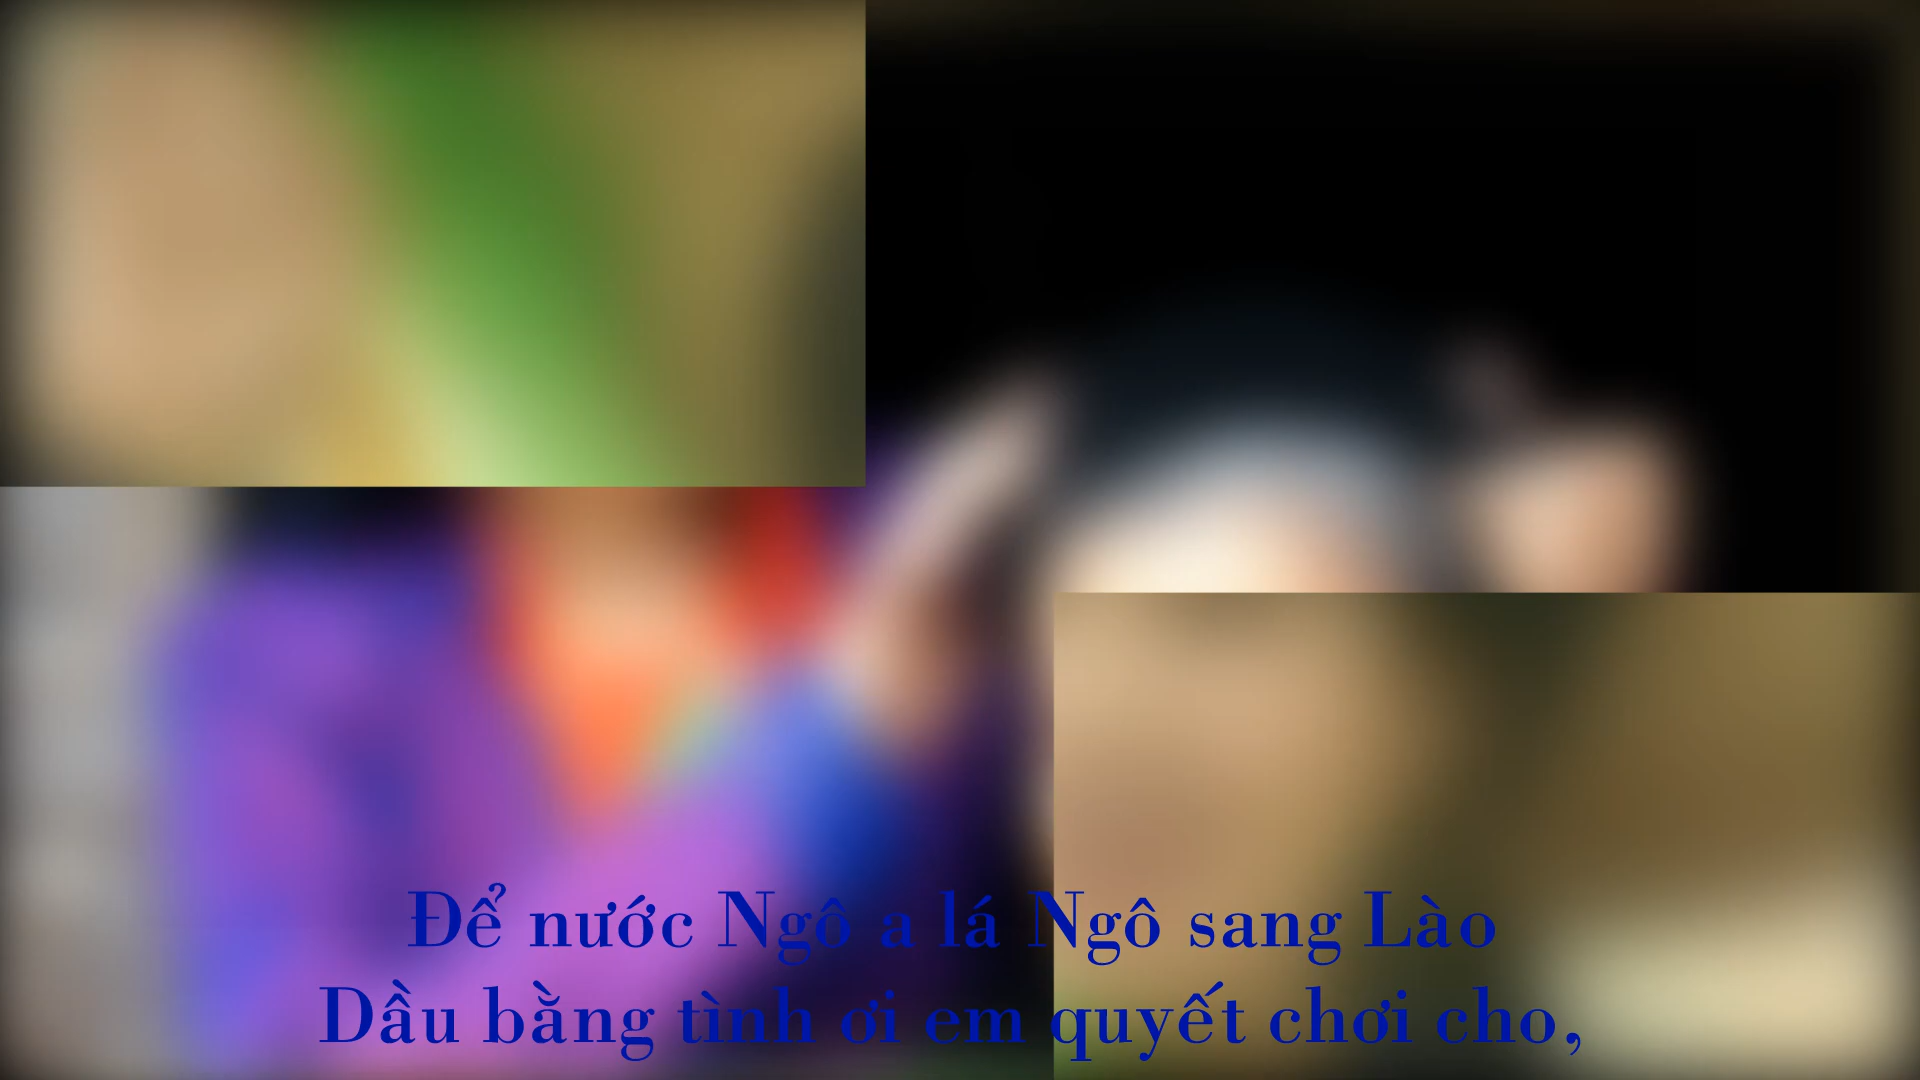 Để nước Ngô a lá Ngô sang Lào
Dầu bằng tình ơi em quyết chơi cho,